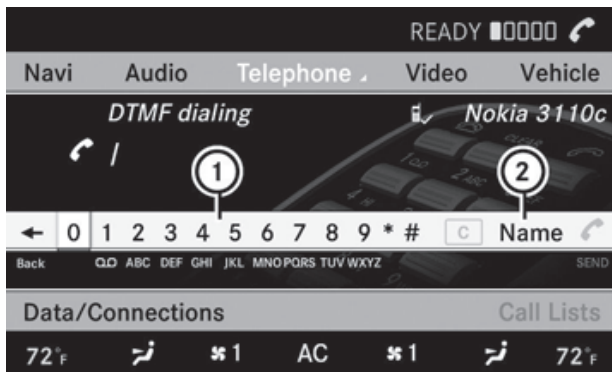 READY
Navi Audio Telephone Video Vehicle
DTMF dialing Nokia 3110c
1 2
← 0 1 2 3 4 5 6 7 8 9 * # C Name
Back ABC DEF GHI JKL MNO PQRS TUV WXYZ SEND
Data/Connections Call Lists
72°F 1 AC 1 72°F